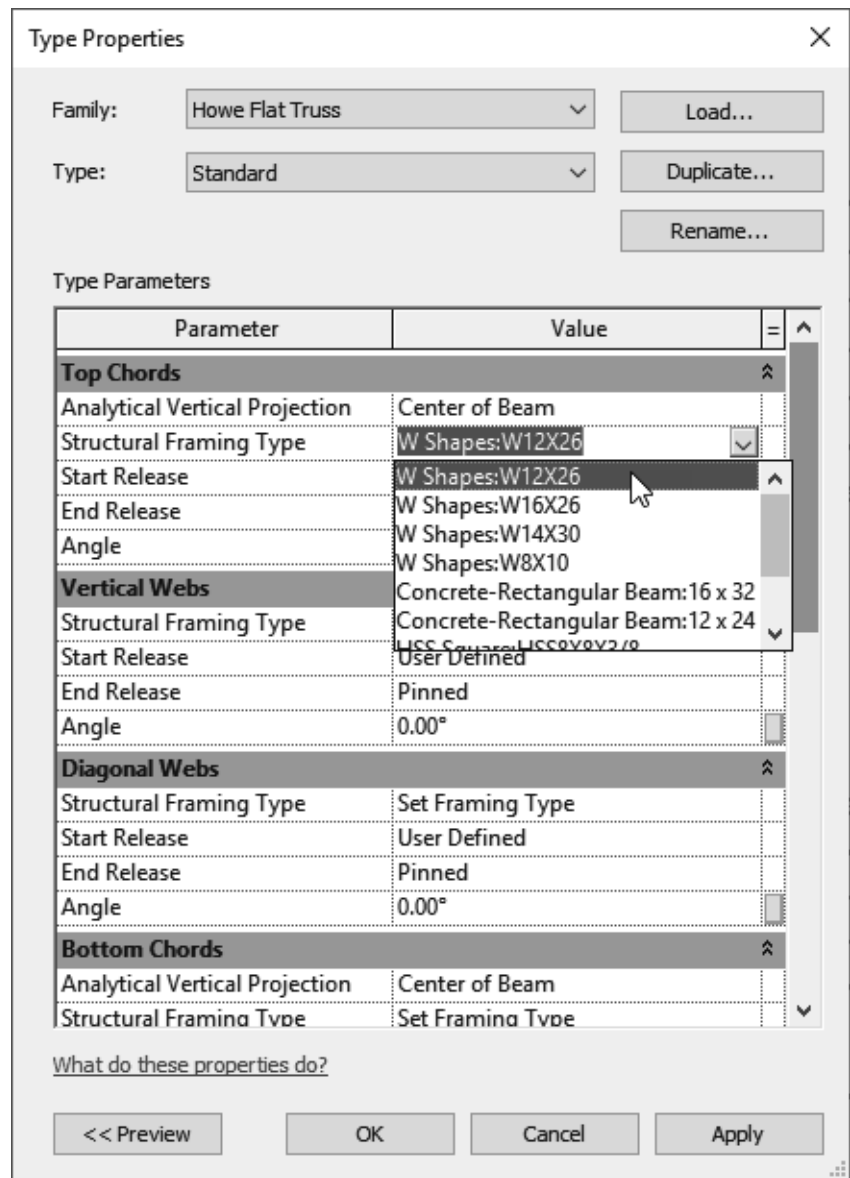 Type Properties
Family: Howe Flat Truss Load...
Type: Standard Duplicate...
Rename...
Type Parameters
Parameter Value =
Top Chords
Analytical Vertical Projection Center of Beam
Structural Framing Type W Shapes:W12X26
Start Release W Shapes:W12X26
End Release W Shapes:W16X26
Angle W Shapes:W14X30
W Shapes:W8X10
Vertical Webs Concrete-Rectangular Beam:16 x 32
Structural Framing Type Concrete-Rectangular Beam:12 x 24
HSS Square:HSS8X8X3/8
Start Release User Defined
End Release Pinned
Angle 0.00°
Diagonal Webs
Structural Framing Type Set Framing Type
Start Release User Defined
End Release Pinned
Angle 0.00°
Bottom Chords
Analytical Vertical Projection Center of Beam
Structural Framing Type Set Framing Type
What do these properties do?
<< Preview OK Cancel Apply